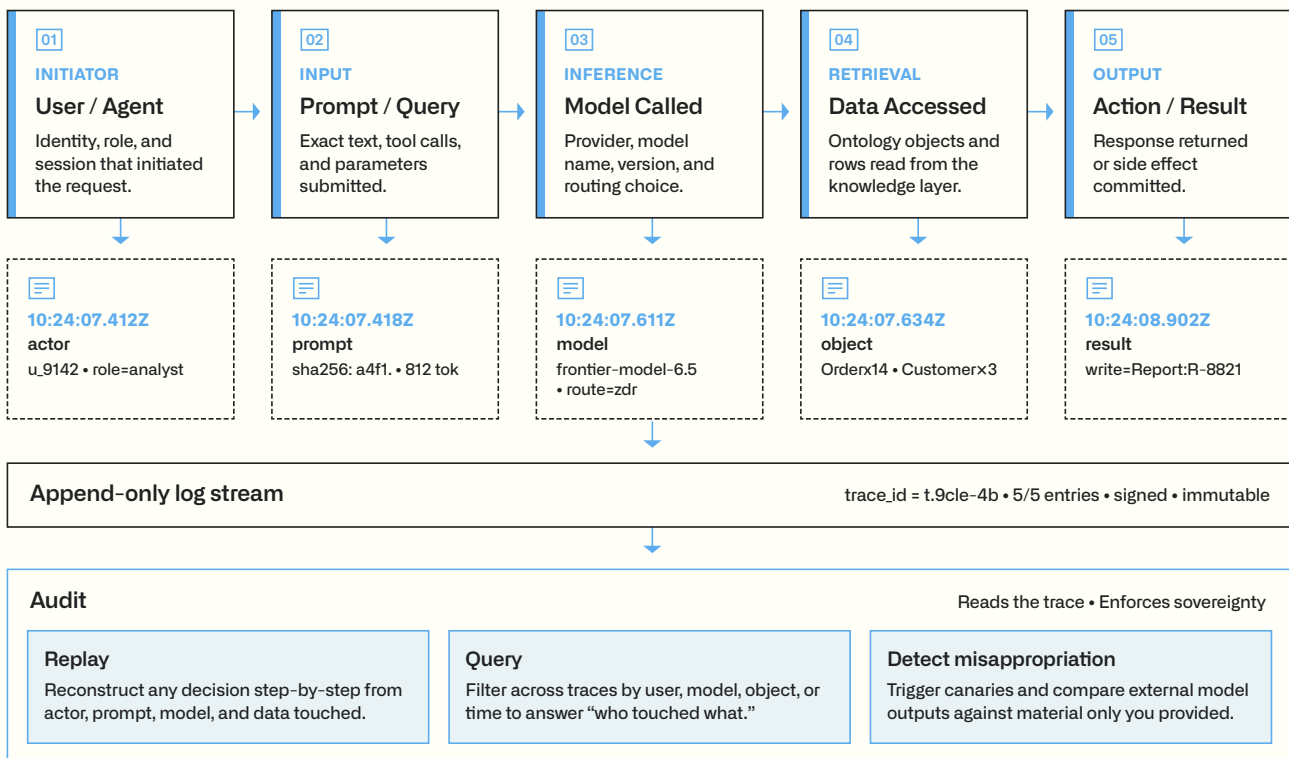 01
INITIATOR
User / Agent
Identity, role, and
session that initiated
the request.
02
INPUT
Prompt / Query
Exact text, tool calls,
and parameters
submitted.
03
INFERENCE
Model Called
Provider, model
name, version, and
routing choice.
04
RETRIEVAL
Data Accessed
Ontology objects and
rows read from the
knowledge layer.
05
OUTPUT
Action / Result
Response returned
or side effect
committed.
10:24:07.412Z
actor
u_9142 • role=analyst
10:24:07.418Z
prompt
sha256: a4f1. • 812 tok
10:24:07.611Z
model
frontier-model-6.5
• route=zdr
10:24:07.634Z
object
Orderx14 • Customer×3
10:24:08.902Z
result
write=Report:R-8821
Append-only log stream
trace_id = t.9cle-4b • 5/5 entries • signed • immutable
Audit
Reads the trace • Enforces sovereignty
Replay
Reconstruct any decision step-by-step from
actor, prompt, model, and data touched.
Query
Filter across traces by user, model, object, or
time to answer “who touched what.”
Detect misappropriation
Trigger canaries and compare external model
outputs against material only you provided.